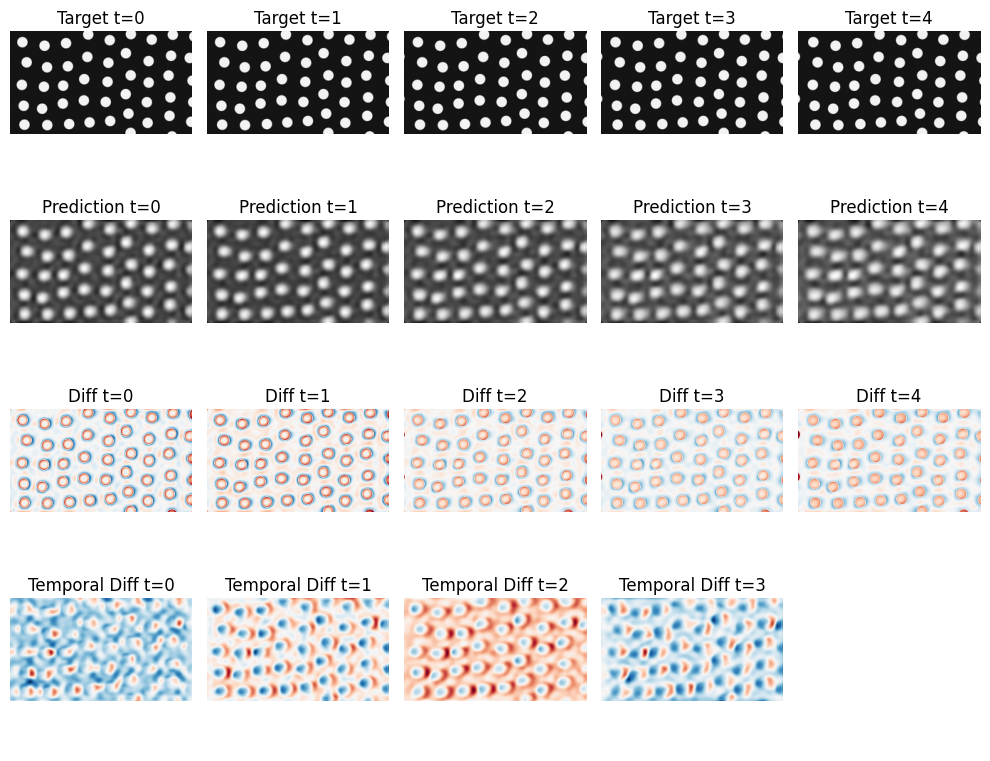 Target t=0 Target t=1 Target t=2 Target t=3 Target t=4
Prediction t=0 Prediction t=1 Prediction t=2 Prediction t=3 Prediction t=4
Diff t=0 Diff t=1 Diff t=2 Diff t=3 Diff t=4
Temporal Diff t=0 Temporal Diff t=1 Temporal Diff t=2 Temporal Diff t=3